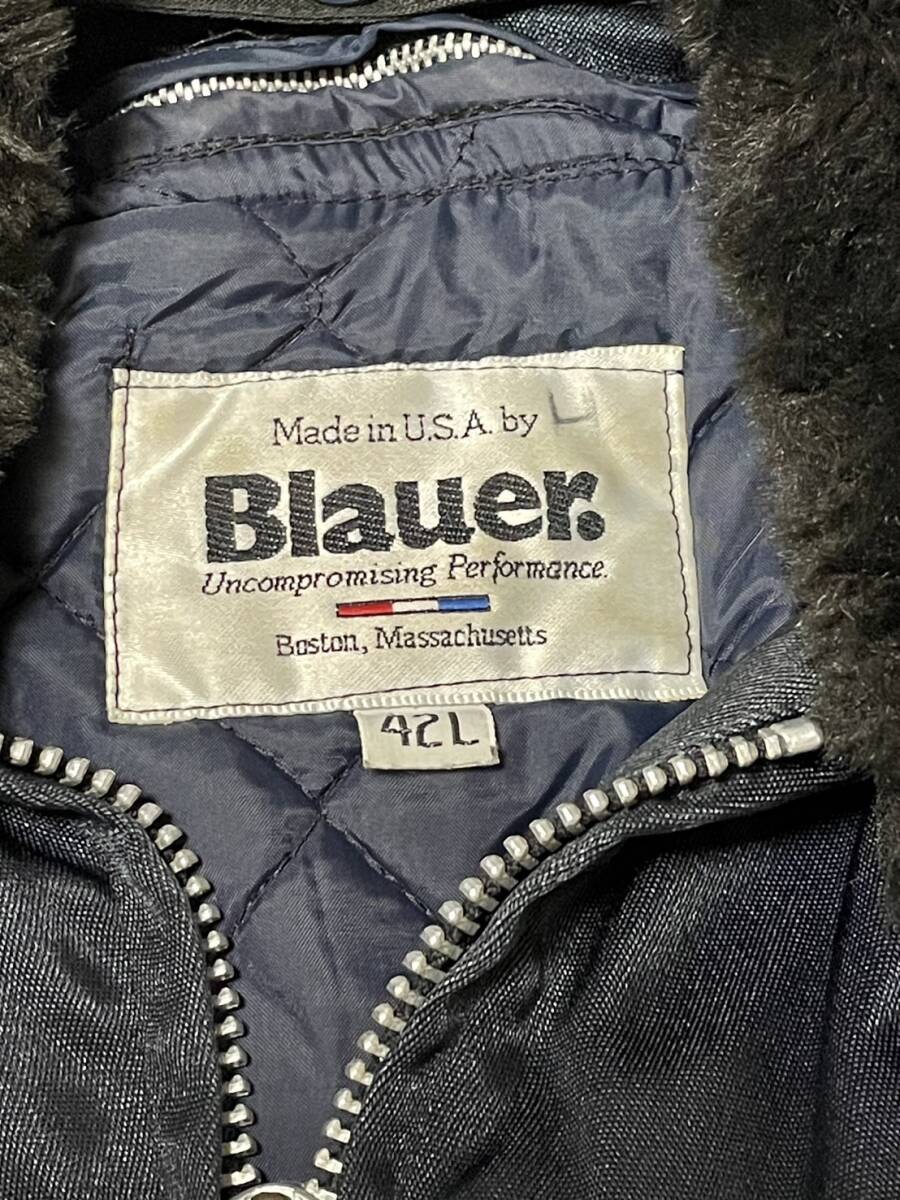 Made in U.S.A. by L
Blauer.
Uncompromising Performance.
Boston, Massachusetts
42L